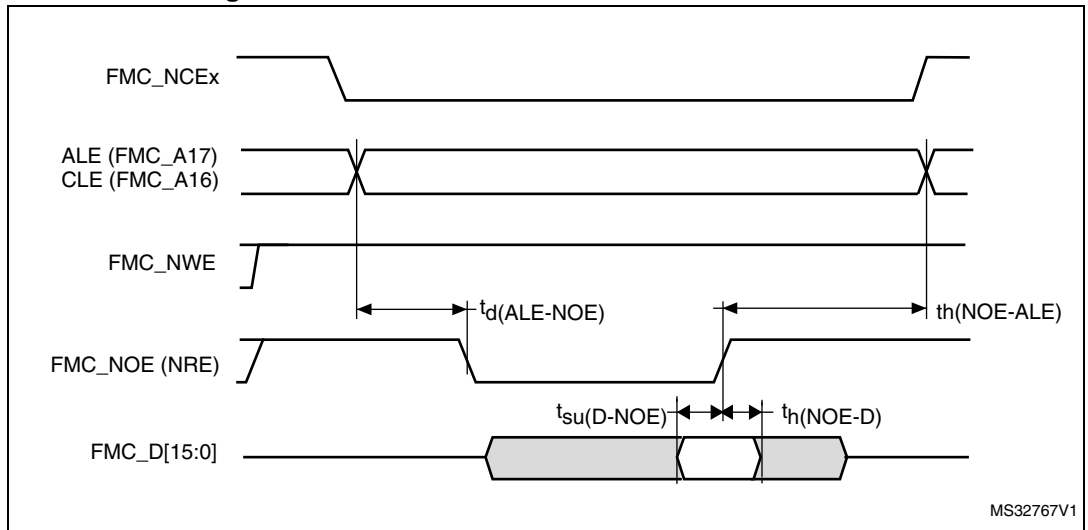 FMC_NCEx
ALE (FMC_A17)
CLE (FMC_A16)
FMC_NWE
td(ALE-NOE)
th(NOE-ALE)
FMC_NOE (NRE)
tsu(D-NOE)
th(NOE-D)
FMC_D[15:0]
MS32767V1